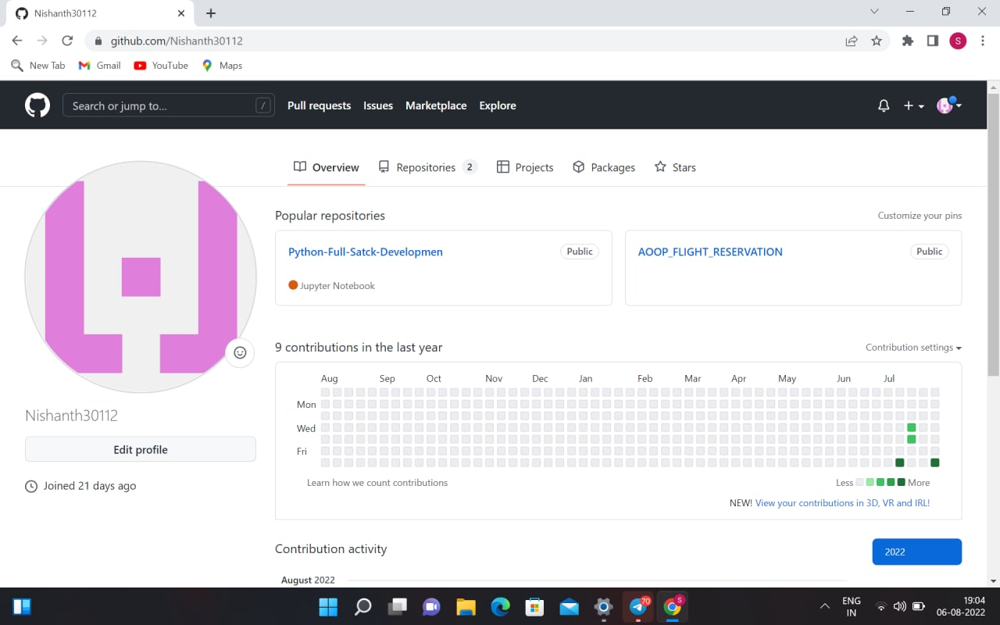 Nishanth30112
github.com/Nishanth30112
S
New Tab Gmail YouTube Maps
Search or jump to... / Pull requests Issues Marketplace Explore
Overview Repositories 2 Projects Packages Stars
Popular repositories Customize your pins
Python-Full-Satck-Developmen Public
Jupyter Notebook
AOOP_FLIGHT_RESERVATION Public
9 contributions in the last year Contribution settings
Aug Sep Oct Nov Dec Jan Feb Mar Apr May Jun Jul
Mon
Wed
Fri
Learn how we count contributions Less More
NEW! View your contributions in 3D, VR and IRL!
Nishanth30112
Edit profile
Joined 21 days ago
Contribution activity 2022
August 2022
70 S
ENG
IN
19:04
06-08-2022